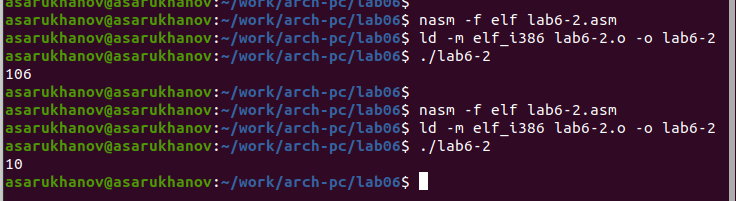 asarukhanov@asarukhanov:~/work/arch-pc/lab06$
asarukhanov@asarukhanov:~/work/arch-pc/lab06$ nasm -f elf lab6-2.asm
asarukhanov@asarukhanov:~/work/arch-pc/lab06$ ld -m elf_i386 lab6-2.o -o lab6-2
asarukhanov@asarukhanov:~/work/arch-pc/lab06$ ./lab6-2
106
asarukhanov@asarukhanov:~/work/arch-pc/lab06$
asarukhanov@asarukhanov:~/work/arch-pc/lab06$ nasm -f elf lab6-2.asm
asarukhanov@asarukhanov:~/work/arch-pc/lab06$ ld -m elf_i386 lab6-2.o -o lab6-2
asarukhanov@asarukhanov:~/work/arch-pc/lab06$ ./lab6-2
10
asarukhanov@asarukhanov:~/work/arch-pc/lab06$